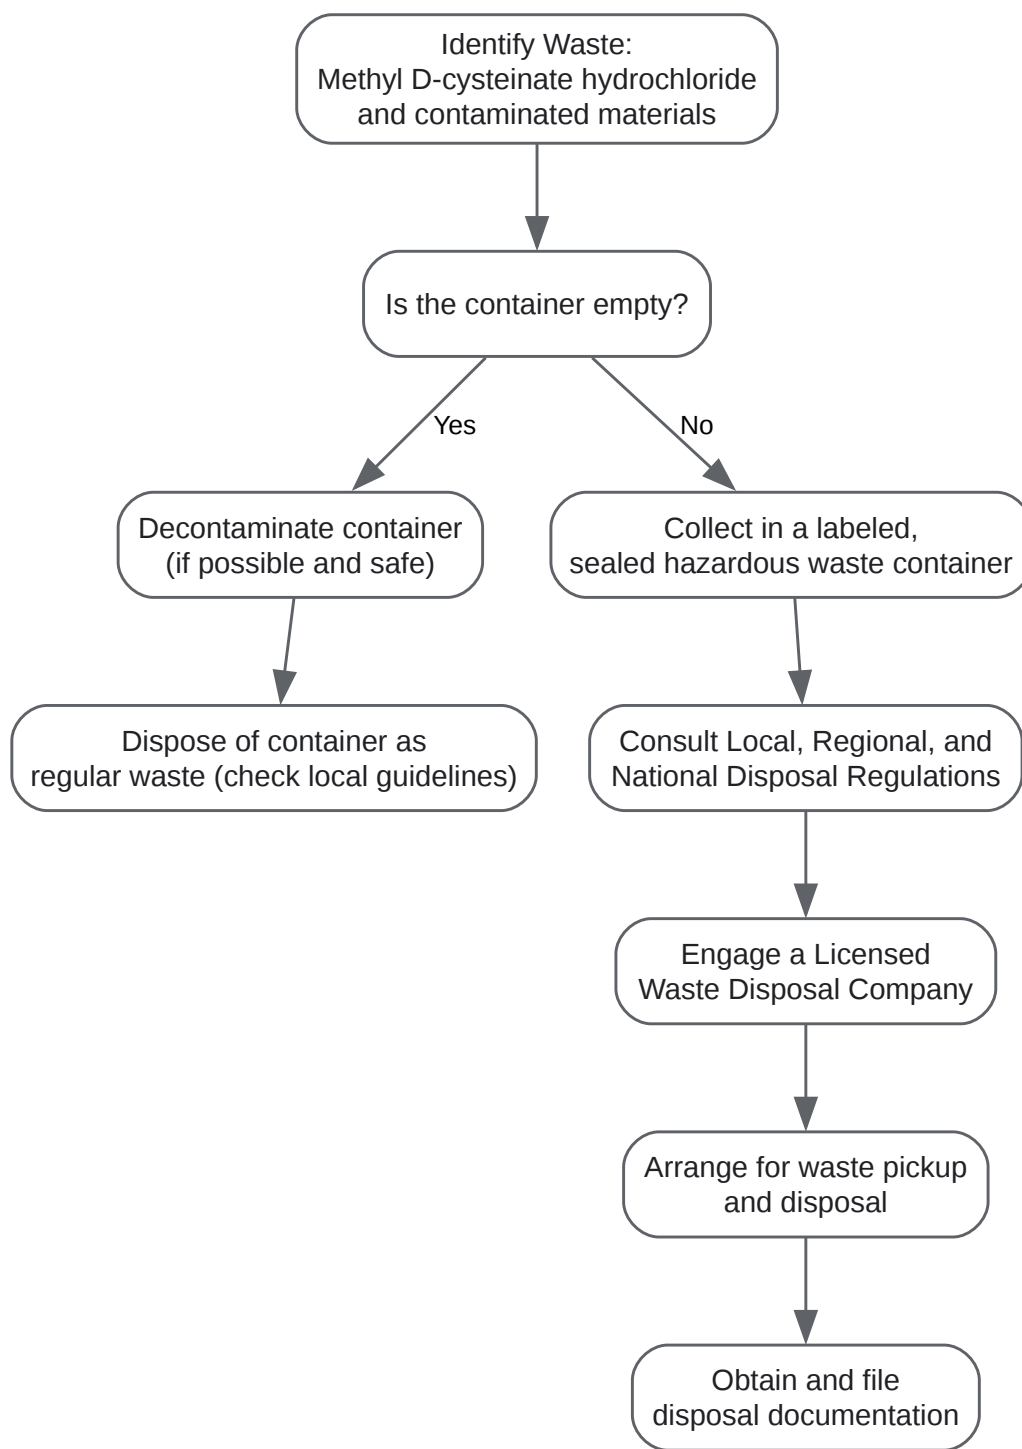 Identify Waste:
Methyl D-cysteinate hydrochloride
and contaminated materials
Is the container empty?
Yes
No
Decontaminate container
(if possible and safe)
Collect in a labeled,
sealed hazardous waste container
Dispose of container as
regular waste (check local guidelines)
Consult Local, Regional, and
National Disposal Regulations
Engage a Licensed
Waste Disposal Company
Arrange for waste pickup
and disposal
Obtain and file
disposal documentation